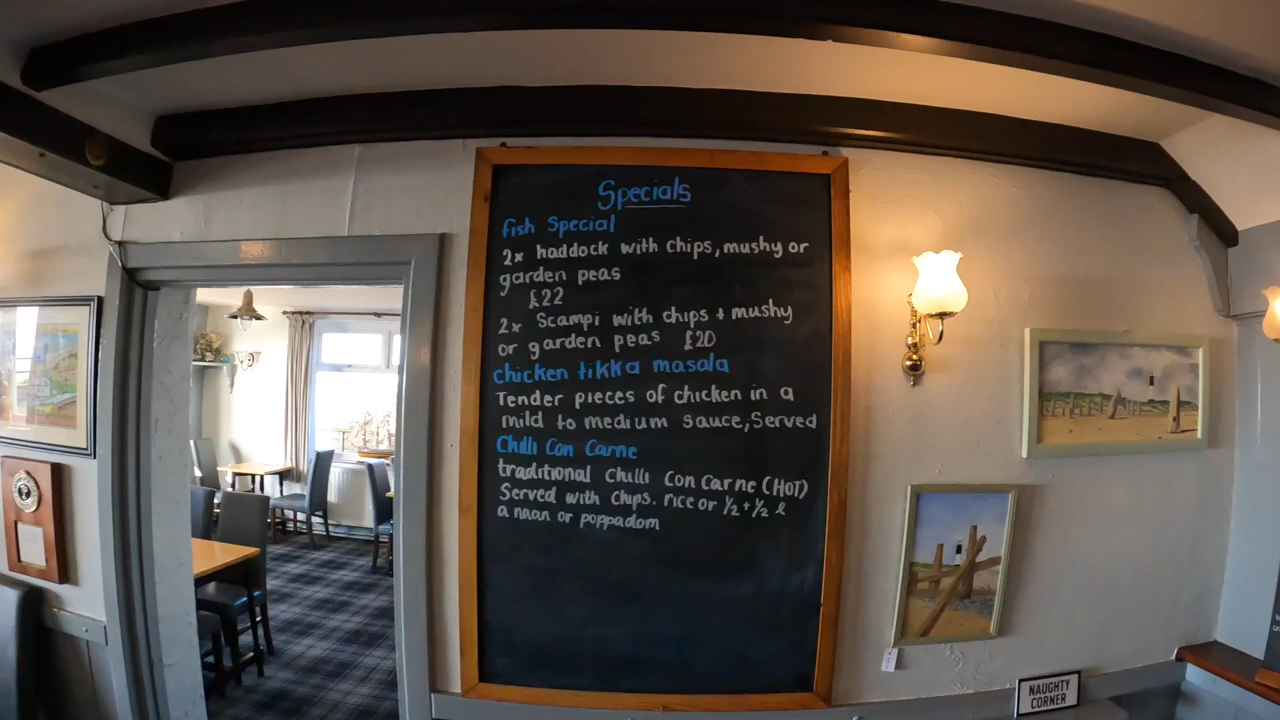 Specials
fish Special
2x haddock with chips, mushy or
garden peas
£22
2x Scampi with chips + mushy
or garden peas £20
chicken tikka masala
Tender pieces of chicken in a
mild to medium sauce, Served
Chilli Con Carne
traditional Chilli Con Carne (HOT)
Served with chips. rice or 1/2 + 1/2 &
a naan or poppadom
NAUGHTY
CORNER